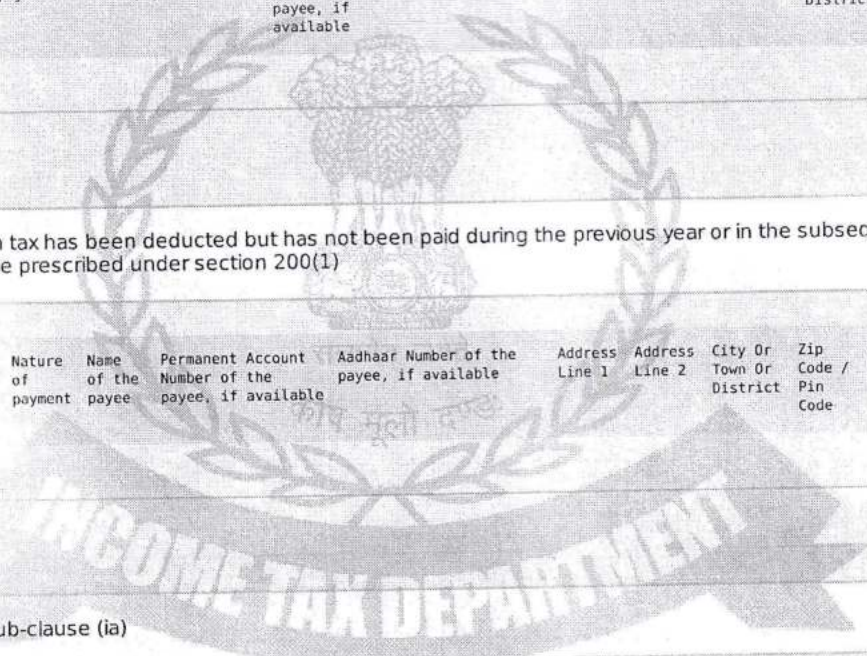 payee, if
available
n tax has been deducted but has not been paid during the previous year or in the subsec
e prescribed under section 200(1)
Nature of payment
Name of the payee
Permanent Account Number of the payee, if available
Aadhaar Number of the payee, if available
Address Line 1
Address Line 2
City Or Town Or District
Zip Code / Pin Code
कोष मूलो दण्डः
INCOME TAX DEPARTMENT
ub-clause (ia)